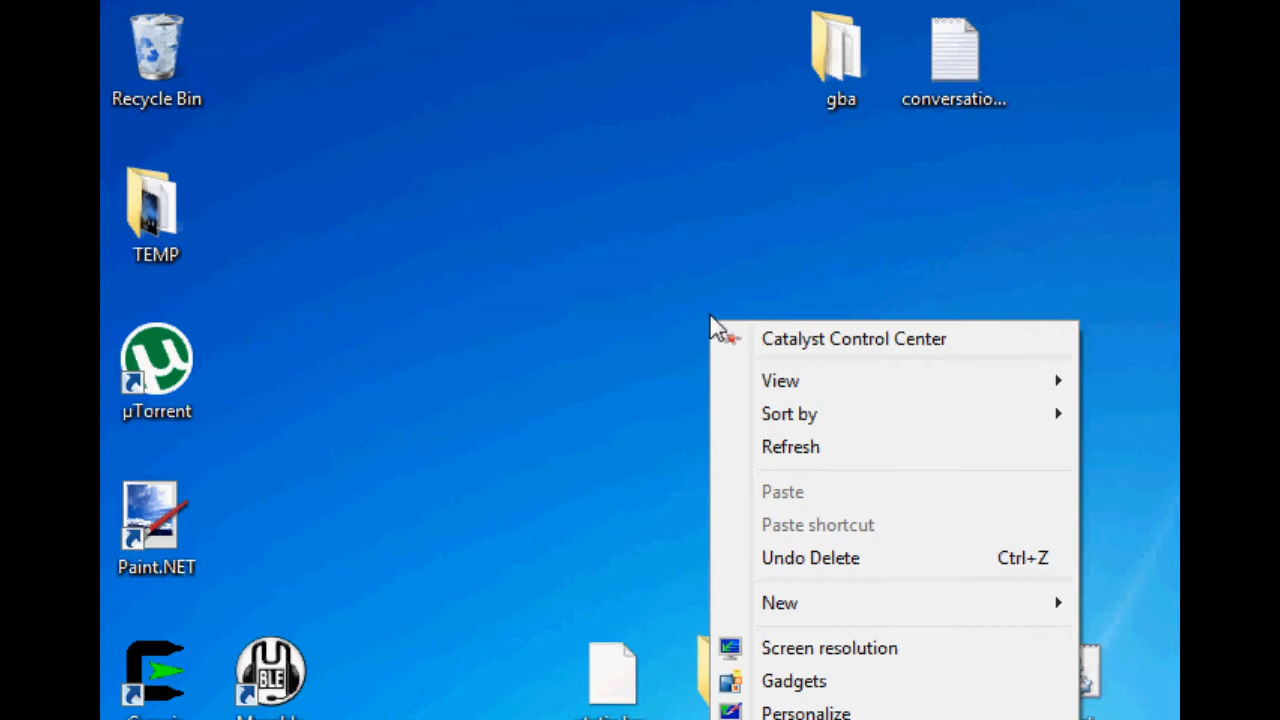 Recycle Bin
gba
conversatio...
TEMP
µTorrent
Paint.NET
Catalyst Control Center
View
Sort by
Refresh
Paste
Paste shortcut
Undo Delete Ctrl+Z
New
Screen resolution
Gadgets
Personalize
U
BLE